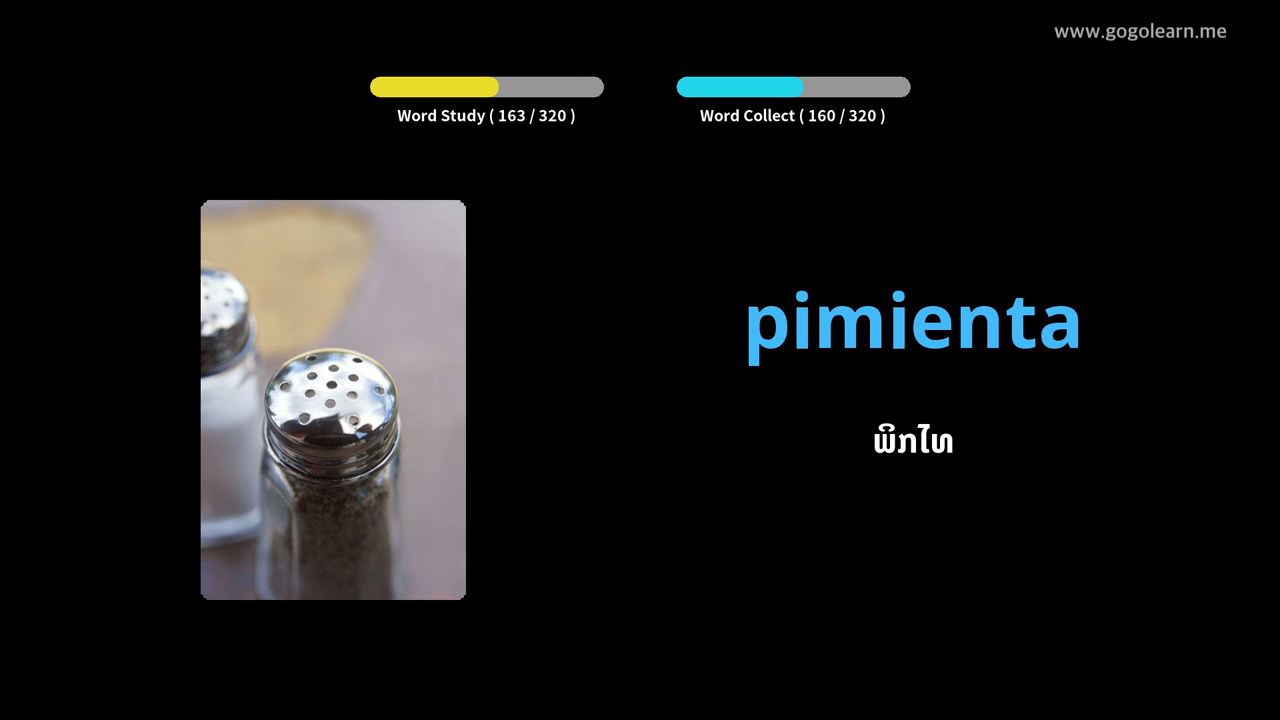 www.gogolearn.me
Word Study ( 163 / 320 )
Word Collect ( 160 / 320 )
pimienta
ພິກໄທ